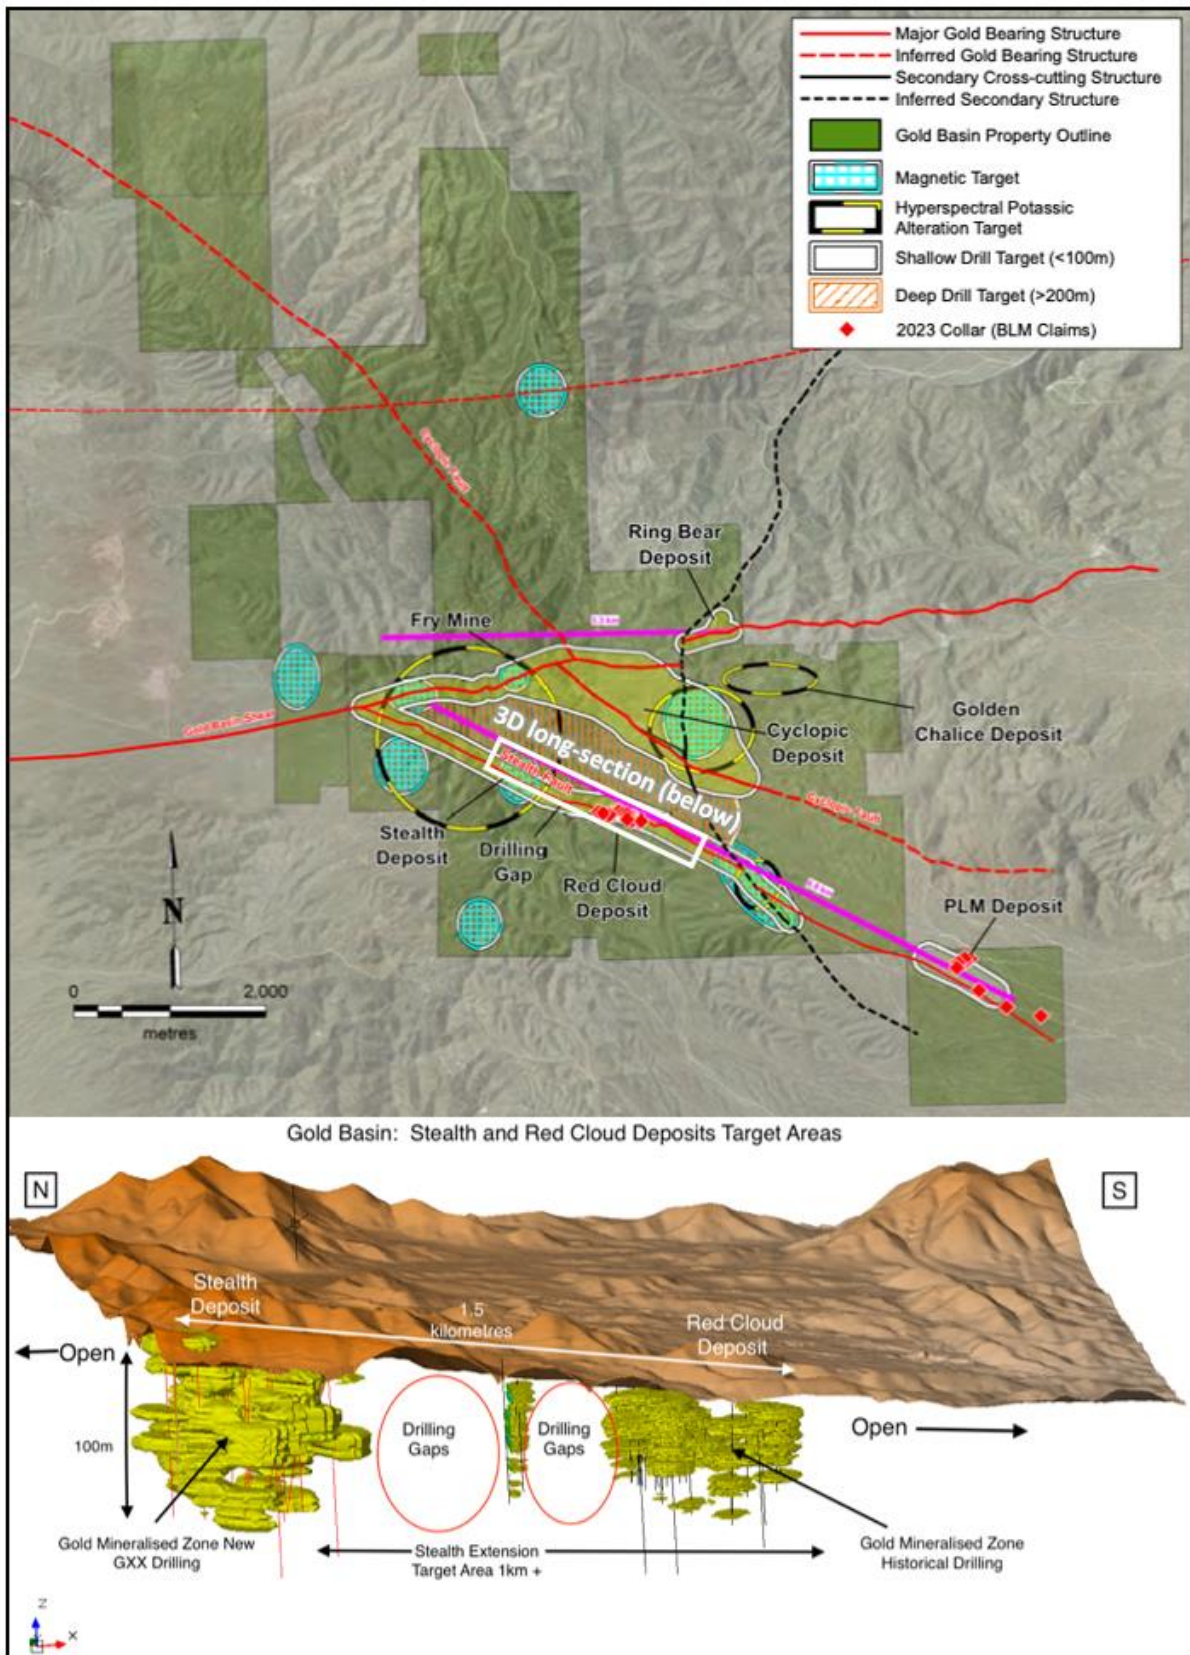 Major Gold Bearing Structure
Inferred Gold Bearing Structure
Secondary Cross-cutting Structure
Inferred Secondary Structure
Gold Basin Property Outline
Magnetic Target
Hyperspectral Potassic
Alteration Target
Shallow Drill Target (<100m)
Deep Drill Target (>200m)
2023 Collar (BLM Claims)
Cyclopic Fault
Ring Bear
Deposit
Fry Mine
Gold Basin Shear
3D long-section (below)
Stealth Fault
Cyclopic
Deposit
Golden
Chalice Deposit
Cyclopic Fault
Stealth
Deposit
Drilling
Gap
Red Cloud
Deposit
PLM Deposit
N
0
2,000
metres
Gold Basin: Stealth and Red Cloud Deposits Target Areas
N
S
Stealth
Deposit
1.5
kilometres
Red Cloud
Deposit
Open
Open
100m
Drilling
Gaps
Drilling
Gaps
Gold Mineralised Zone New
GXX Drilling
Stealth Extension
Target Area 1km +
Gold Mineralised Zone
Historical Drilling
Z
X